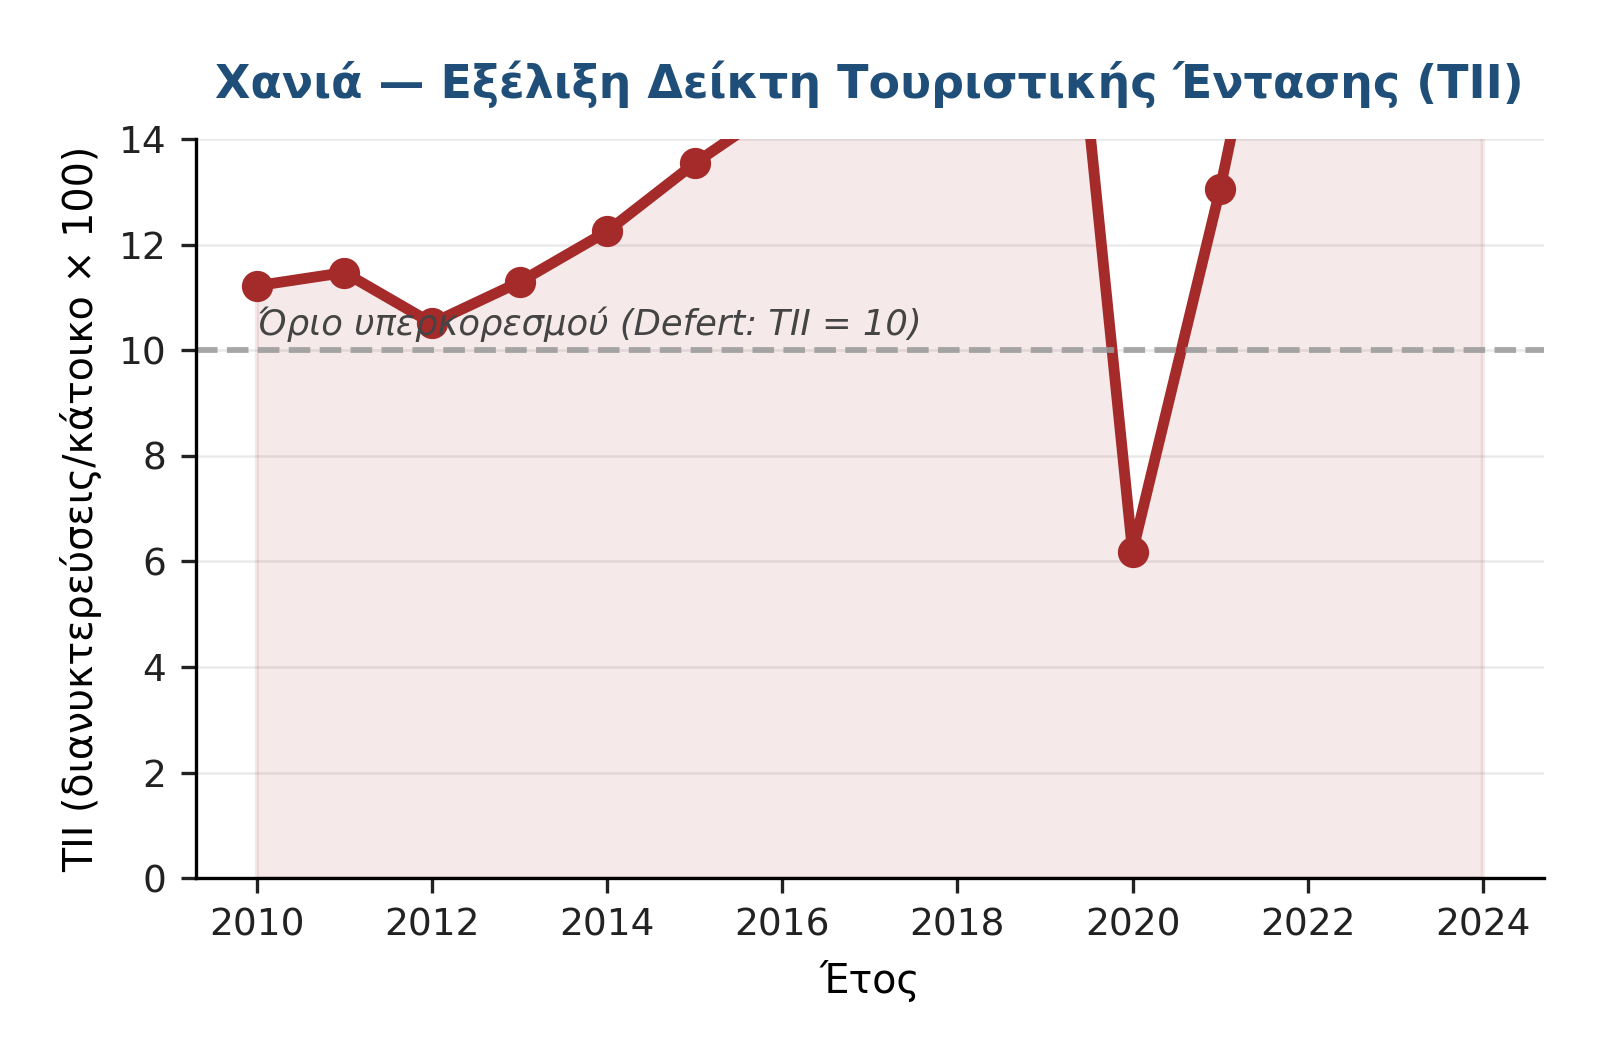 Χανιά — Εξέλιξη Δείκτη Τουριστικής Έντασης (TII)
TII (διανυκτερεύσεις/κάτοικο × 100)
14
12
10
8
6
4
2
0
Όριο υπερκορεσμού (Defert: TII = 10)
2010 2012 2014 2016 2018 2020 2022 2024
Έτος